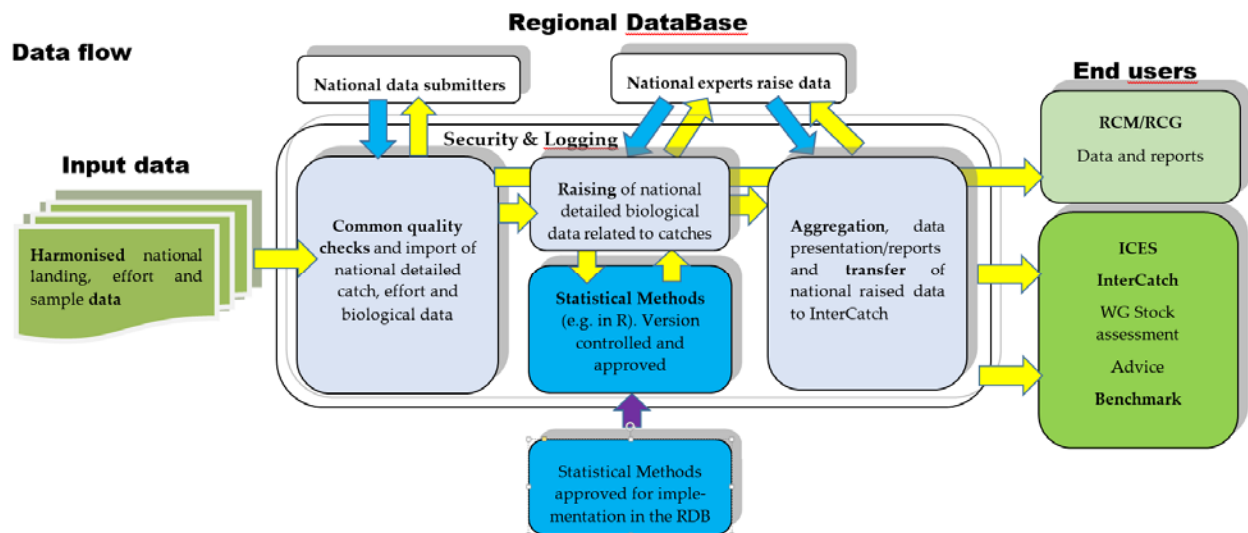 Regional DataBase
Data flow
National data submitters
National experts raise data
End users
Security & Logging
Input data
Harmonised national
landing, effort and
sample data
Common quality
checks and import of
national detailed
catch, effort and
biological data
Raising of national
detailed biological
data related to catches
Statistical Methods
(e.g. in R). Version
controlled and
approved
Aggregation, data
presentation/reports
and transfer of
national raised data
to InterCatch
RCM/RCG
Data and reports
ICES
InterCatch
WG Stock
assessment
Advice
Benchmark
Statistical Methods
approved for imple-
mentation in the RDB